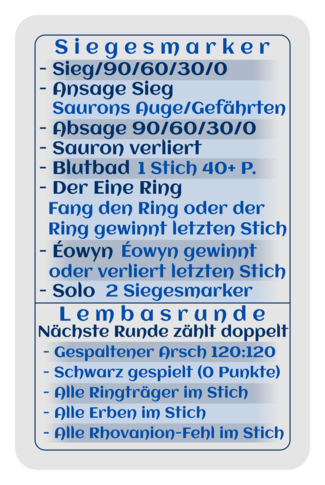 Siegesmarker
- Sieg/90/60/30/0
- Ansage Sieg
Saurons Auge/Gefährten
- Absage 90/60/30/0
- Sauron verliert
- Blutbad 1 Stich 40+ P.
- Der Eine Ring
Fang den Ring oder der
Ring gewinnt letzten Stich
- Éowyn Éowyn gewinnt
oder verliert letzten Stich
- Solo 2 Siegesmarker
Lembasrunde
Nächste Runde zählt doppelt
- Gespaltener Arsch 120:120
- Schwarz gespielt (0 Punkte)
- Alle Ringträger im Stich
- Alle Erben im Stich
- Alle Rhovanion-Fehl im Stich